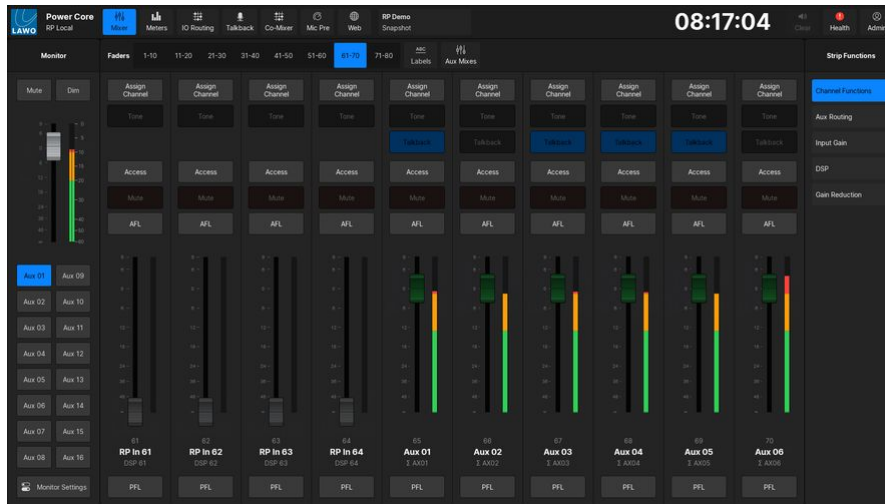 LAWO
Power Core
RP Local
Mixer
Meters
IO Routing
Talkback
Co-Mixer
Mic Pre
Web
RP Demo
Snapshot
08:17:04
Clear
Health
Admin
Monitor
Faders 1-10 11-20 21-30 31-40 41-50 51-60 61-70 71-80
ABC
Labels
Aux Mixes
Strip Functions
Mute Dim
Assign Channel Assign Channel Assign Channel Assign Channel Assign Channel Assign Channel Assign Channel Assign Channel Assign Channel Assign Channel
Channel Functions
Tone Tone Tone Tone Tone Tone Tone Tone Tone Tone
Aux Routing
Talkback Talkback Talkback Talkback Talkback Talkback
Input Gain
Access Access Access Access Access Access Access Access Access Access
DSP
Mute Mute Mute Mute Mute Mute Mute Mute Mute Mute
Gain Reduction
AFL AFL AFL AFL AFL AFL AFL AFL AFL AFL
Aux 01 Aux 09
Aux 02 Aux 10
Aux 03 Aux 11
Aux 04 Aux 12
Aux 05 Aux 13
Aux 06 Aux 14
Aux 07 Aux 15
Aux 08 Aux 16
61 62 63 64 65 66 67 68 69 70
RP In 61 RP In 62 RP In 63 RP In 64 Aux 01 Aux 02 Aux 03 Aux 04 Aux 05 Aux 06
DSP 61 DSP 62 DSP 63 DSP 64 Σ AX01 Σ AX02 Σ AX03 Σ AX04 Σ AX05 Σ AX06
Monitor Settings
PFL PFL PFL PFL PFL PFL PFL PFL PFL PFL